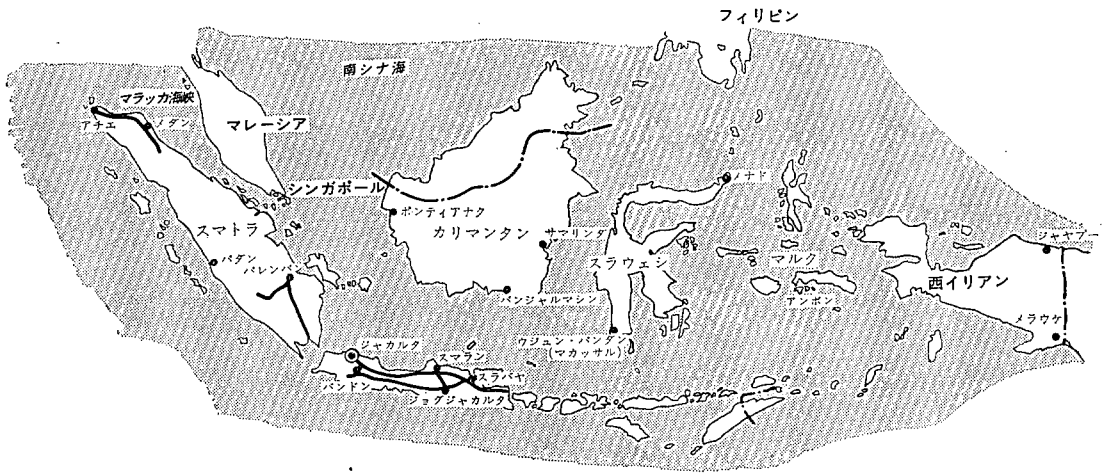 フィリピン
南シナ海
マラッカ海峡
アチエ
メダン
マレーシア
シンガポール
メナド
ポンティアナク
スマトラ
カリマンタン
サマリンダ
スラウェシ
マルク
ジャヤプー
パダン
パレンバン
西イリアン
アンボン
バンジャルマシン
メラウケ
ウジュン・パンダン
(マカッサル)
ジャカルタ
スマラン
スラバヤ
バンドン
ジョグジャカルタ